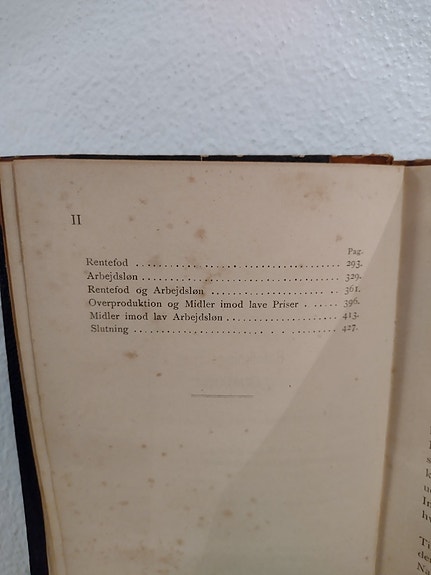 II
Pag.
Rentefod . . . . . . . . . . . . . . . . . . . . . . . . . . . . . . 293.
Arbejdsløn . . . . . . . . . . . . . . . . . . . . . . . . . . . . . 329.
Rentefod og Arbejdsløn . . . . . . . . . . . . . . . . . . . 361.
Overproduktion og Midler imod lave Priser . . . . . . 396.
Midler imod lav Arbejdsløn . . . . . . . . . . . . . . . . . 413.
Slutning . . . . . . . . . . . . . . . . . . . . . . . . . . . . . . . 427.